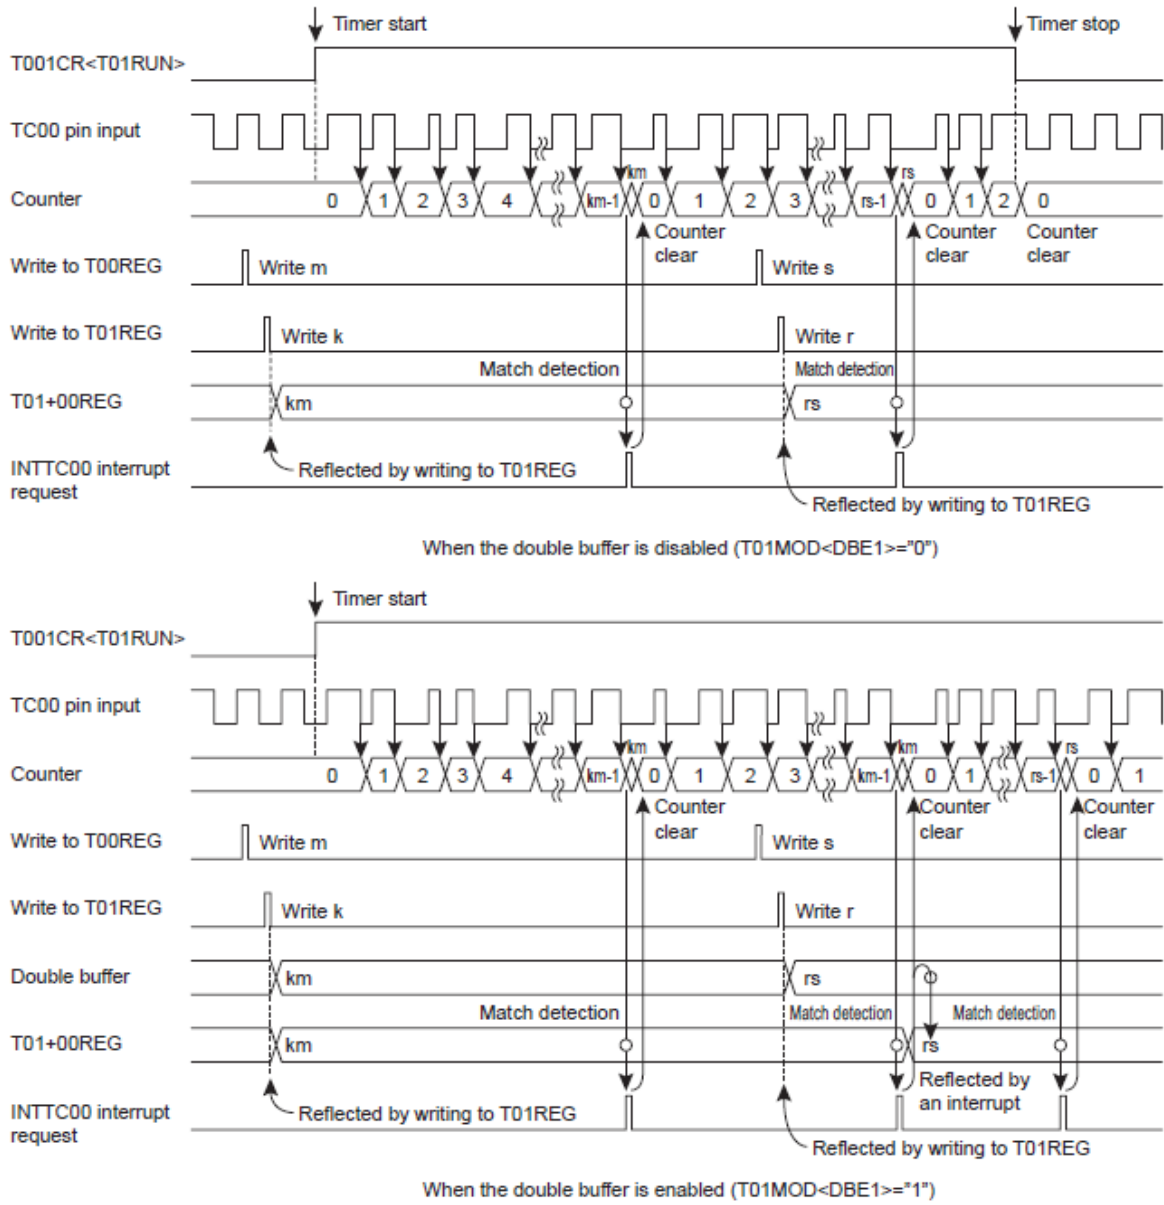 Timer start
Timer stop
T001CR<T01RUN>
TC00 pin input
km
rs
Counter
0 1 2 3 4 km-1 0 1 2 3 rs-1 0 1 2 0
Counter clear
Counter clear
Counter clear
Write to T00REG
Write m
Write s
Write to T01REG
Write k
Write r
Match detection
Match detection
T01+00REG
km
rs
INTTC00 interrupt request
Reflected by writing to T01REG
Reflected by writing to T01REG
When the double buffer is disabled (T01MOD<DBE1>="0")
Timer start
T001CR<T01RUN>
TC00 pin input
km
km
rs
Counter
0 1 2 3 4 km-1 0 1 2 3 km-1 0 1 rs-1 0 1
Counter clear
Counter clear
Counter clear
Write to T00REG
Write m
Write s
Write to T01REG
Write k
Write r
Double buffer
km
rs
Match detection
Match detection
Match detection
T01+00REG
km
rs
Reflected by an interrupt
INTTC00 interrupt request
Reflected by writing to T01REG
Reflected by writing to T01REG
When the double buffer is enabled (T01MOD<DBE1>="1")